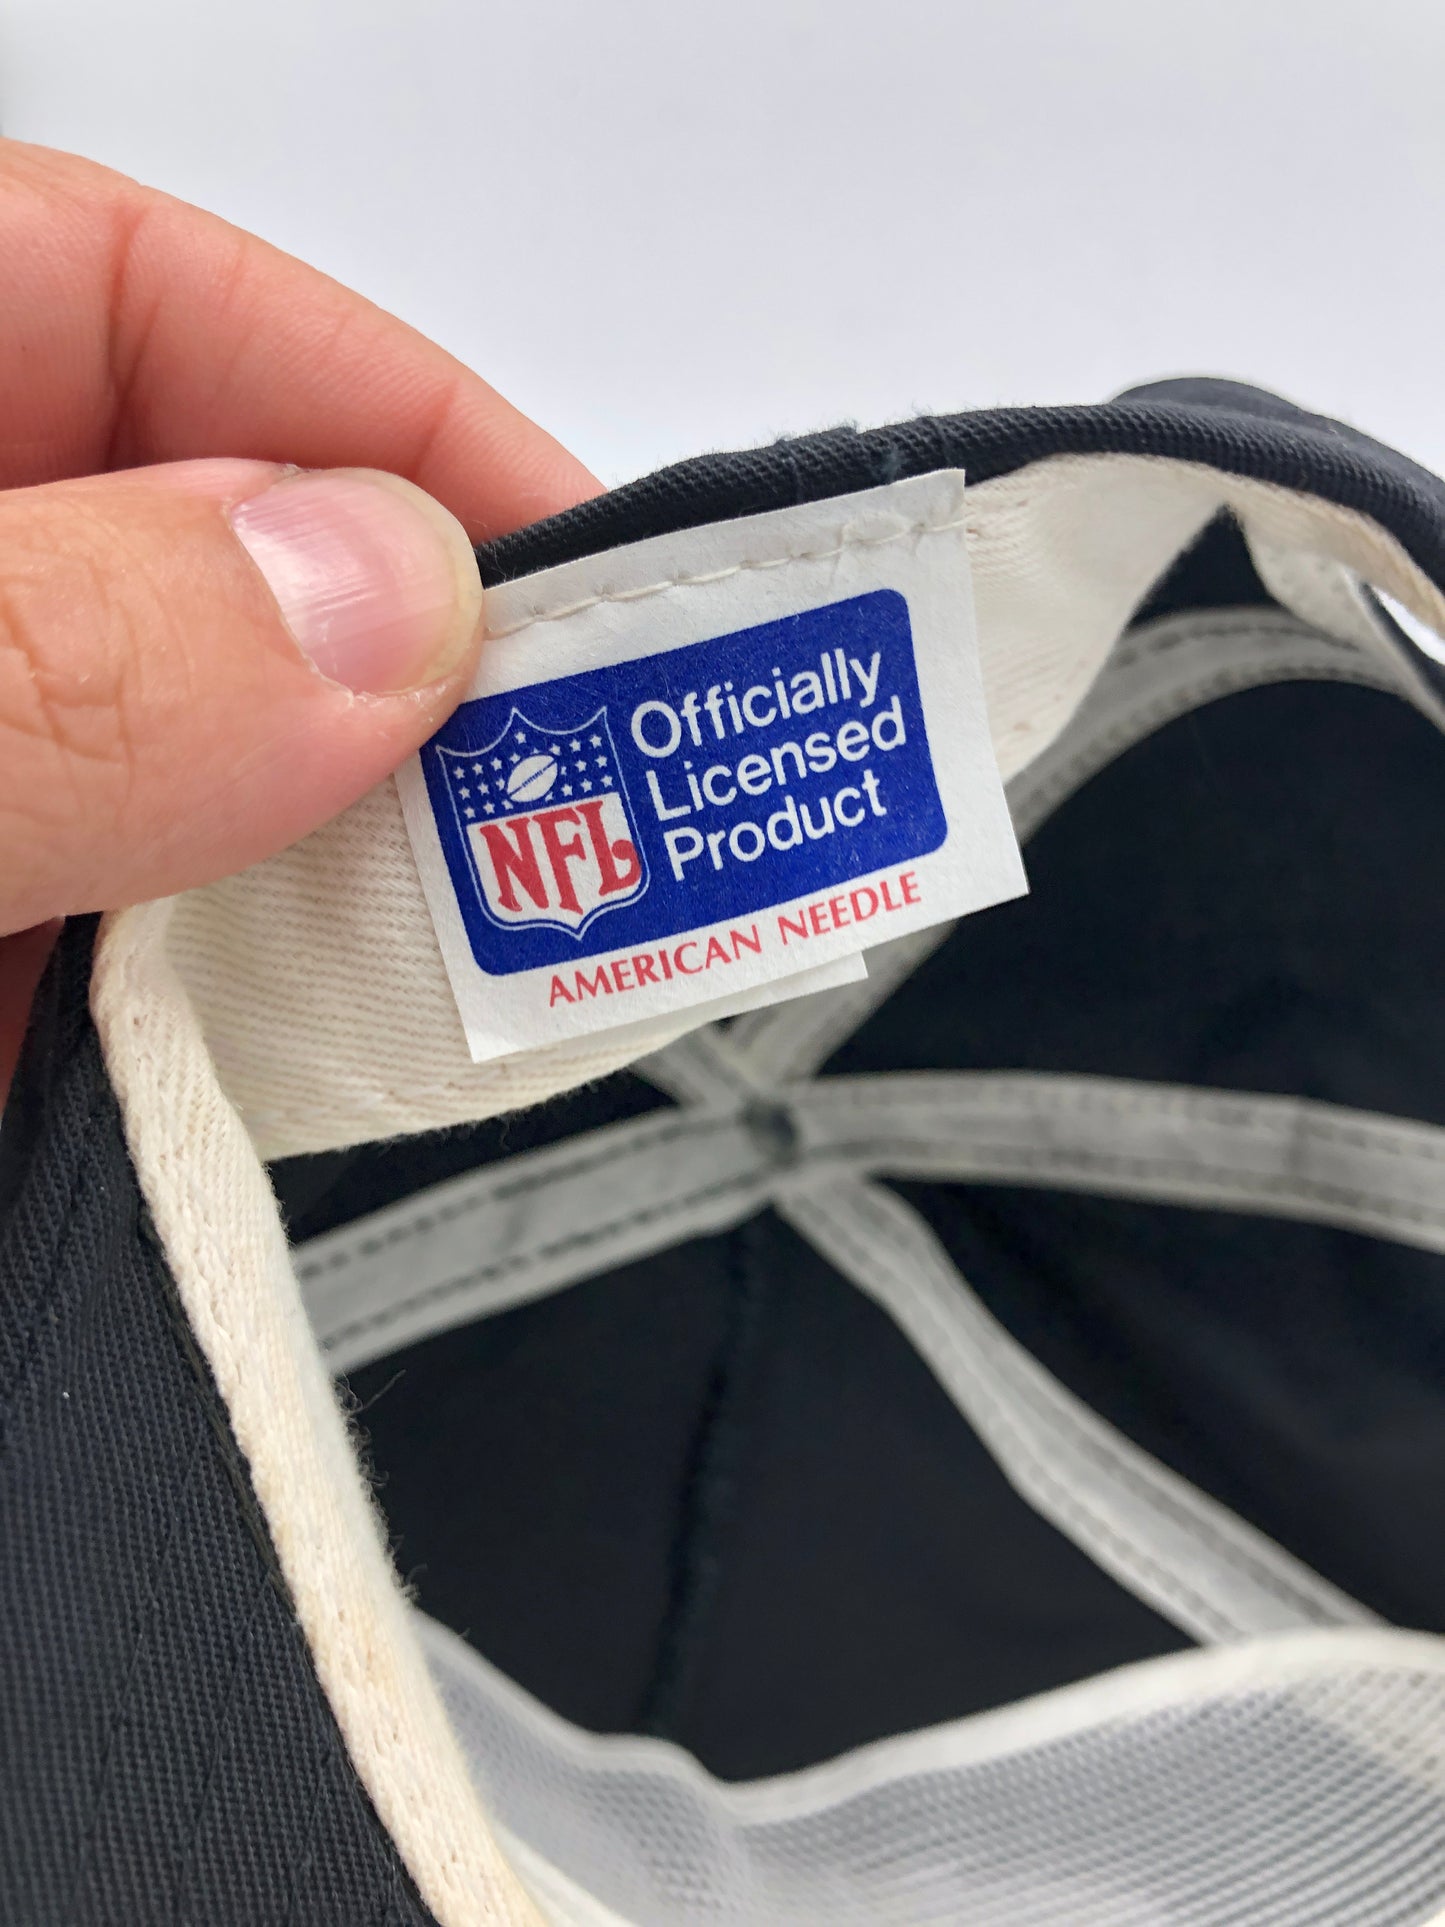 NFL
Officially
Licensed
Product
AMERICAN NEEDLE